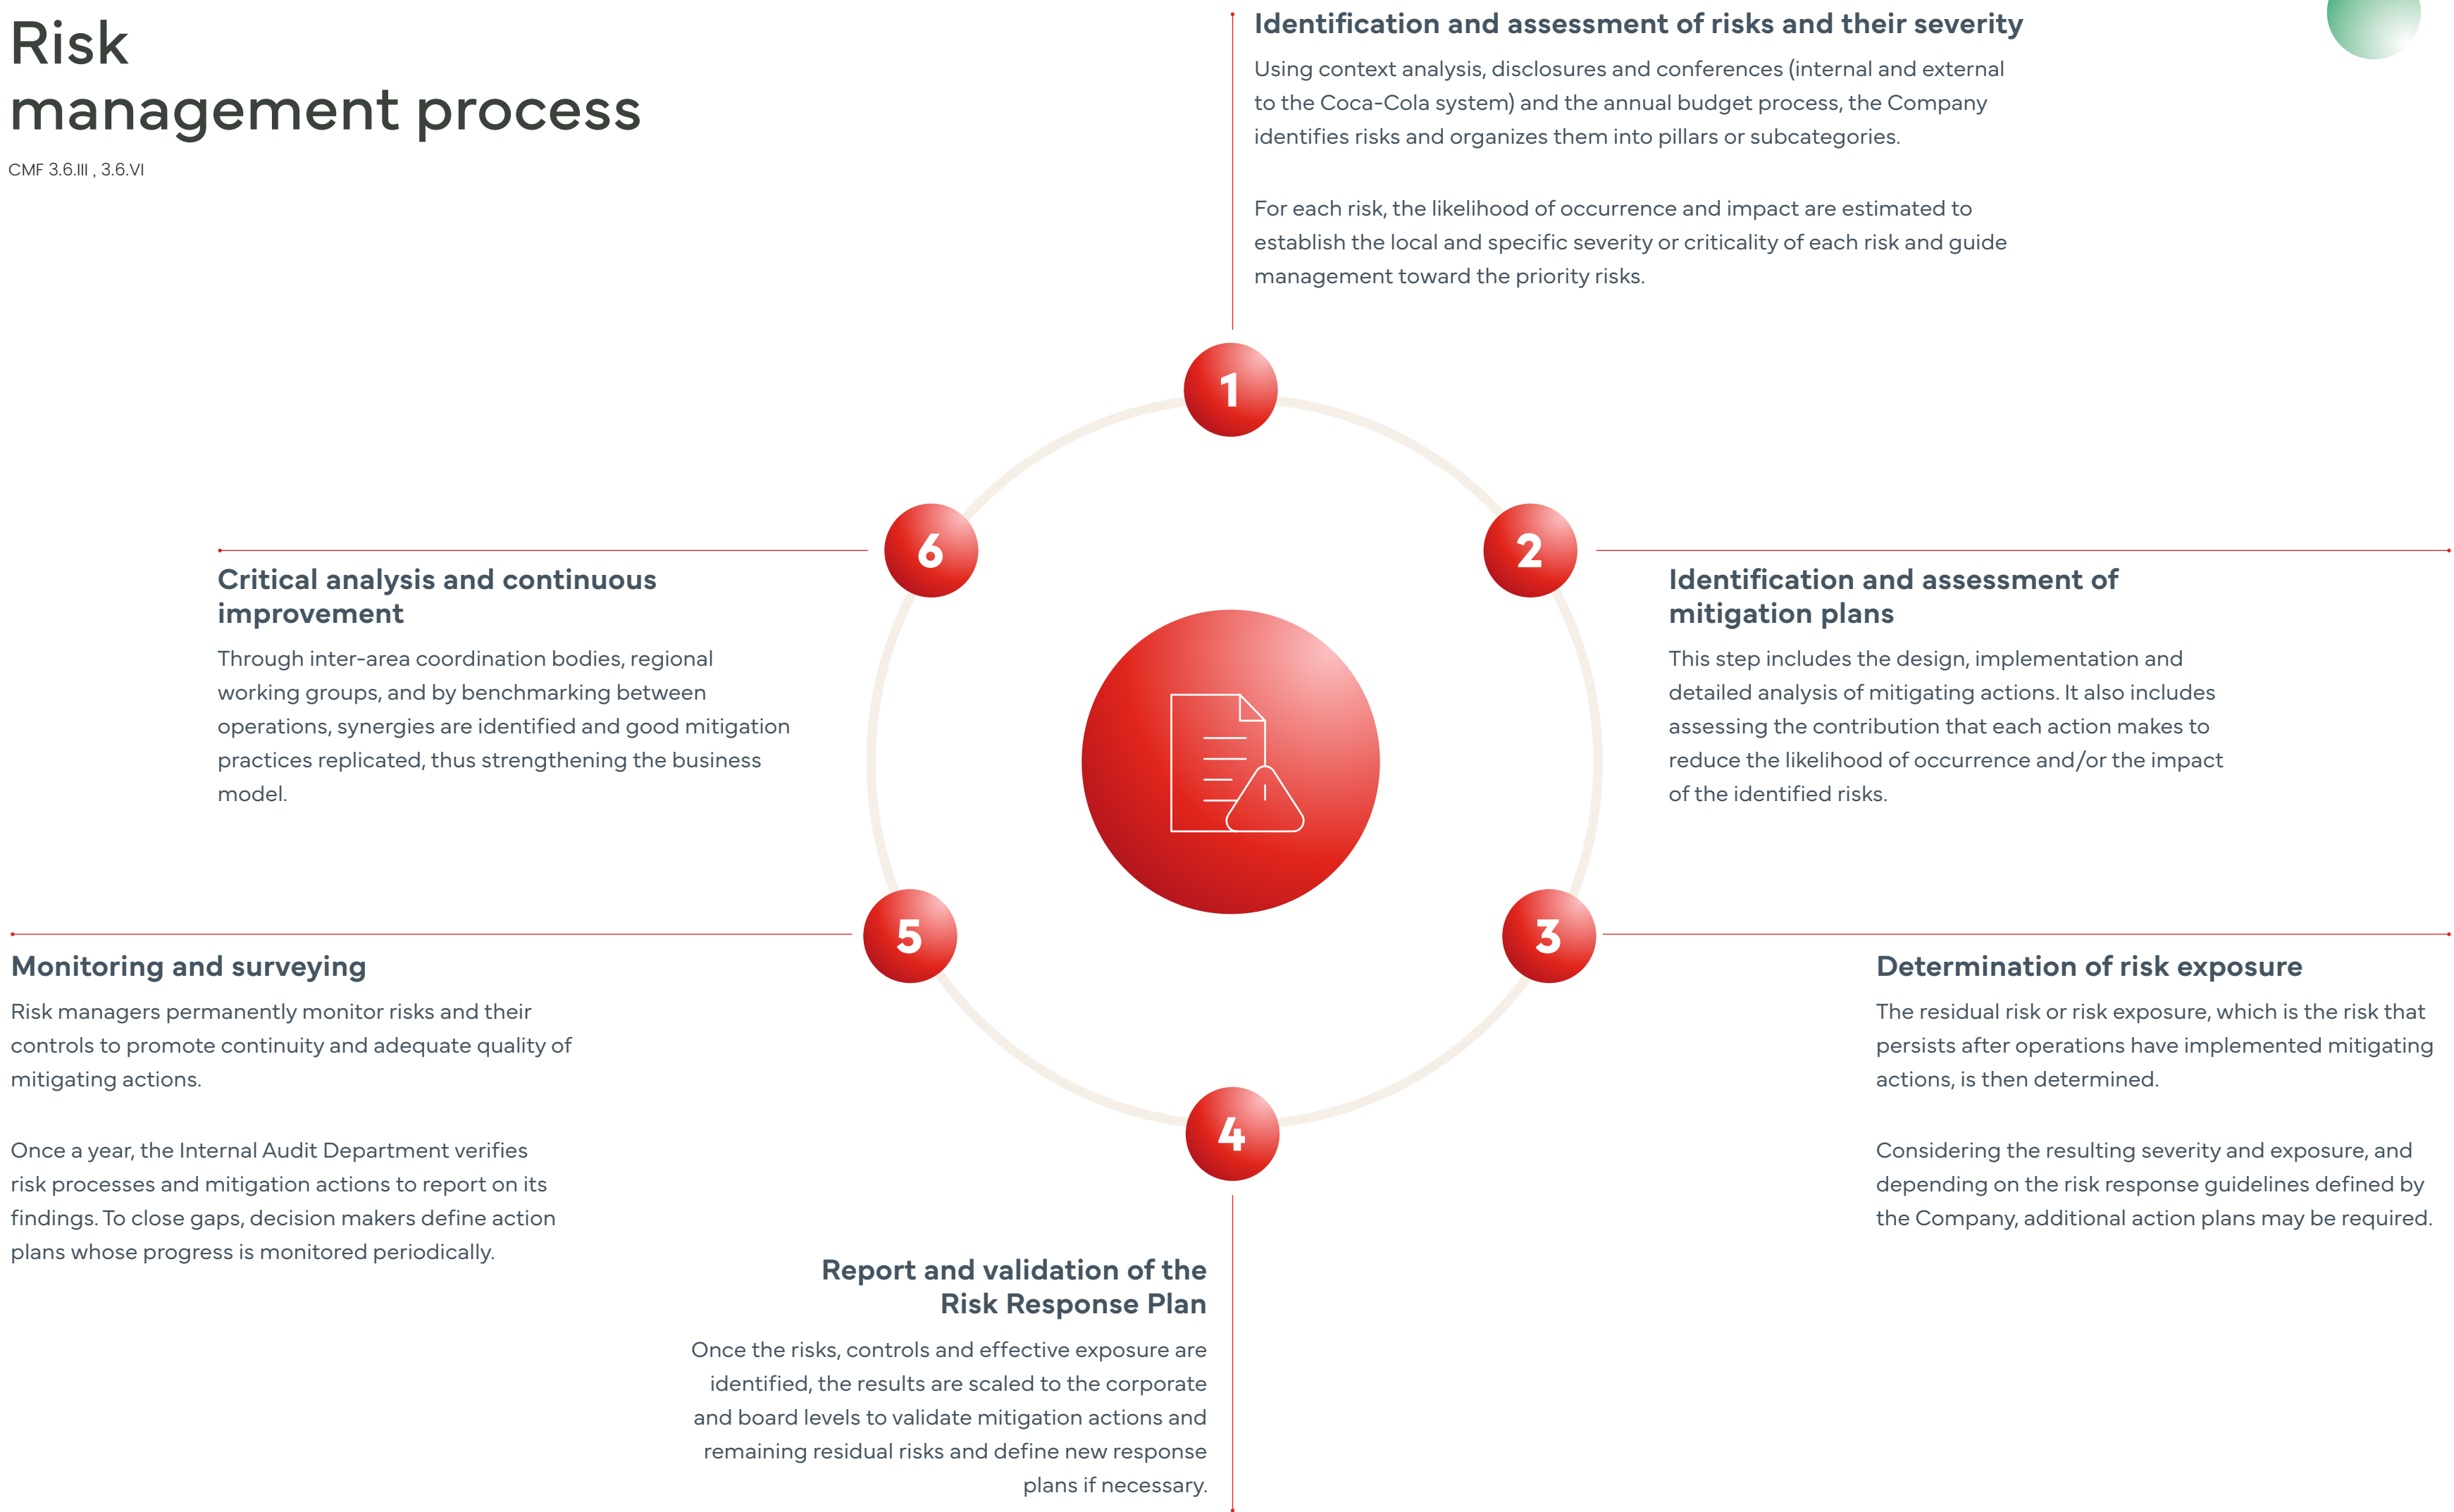 Risk
management process
CMF 3.6.III , 3.6.VI
Identification and assessment of risks and their severity
Using context analysis, disclosures and conferences (internal and external
to the Coca-Cola system) and the annual budget process, the Company
identifies risks and organizes them into pillars or subcategories.
For each risk, the likelihood of occurrence and impact are estimated to
establish the local and specific severity or criticality of each risk and guide
management toward the priority risks.
1
2
Identification and assessment of
mitigation plans
This step includes the design, implementation and
detailed analysis of mitigating actions. It also includes
assessing the contribution that each action makes to
reduce the likelihood of occurrence and/or the impact
of the identified risks.
3
Determination of risk exposure
The residual risk or risk exposure, which is the risk that
persists after operations have implemented mitigating
actions, is then determined.
Considering the resulting severity and exposure, and
depending on the risk response guidelines defined by
the Company, additional action plans may be required.
4
Report and validation of the
Risk Response Plan
Once the risks, controls and effective exposure are
identified, the results are scaled to the corporate
and board levels to validate mitigation actions and
remaining residual risks and define new response
plans if necessary.
5
Monitoring and surveying
Risk managers permanently monitor risks and their
controls to promote continuity and adequate quality of
mitigating actions.
Once a year, the Internal Audit Department verifies
risk processes and mitigation actions to report on its
findings. To close gaps, decision makers define action
plans whose progress is monitored periodically.
6
Critical analysis and continuous
improvement
Through inter-area coordination bodies, regional
working groups, and by benchmarking between
operations, synergies are identified and good mitigation
practices replicated, thus strengthening the business
model.